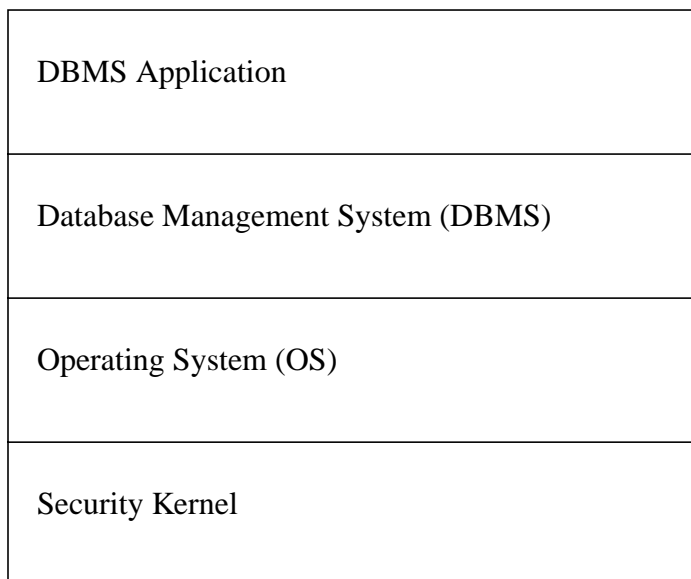 DBMS Application
Database Management System (DBMS)
Operating System (OS)
Security Kernel